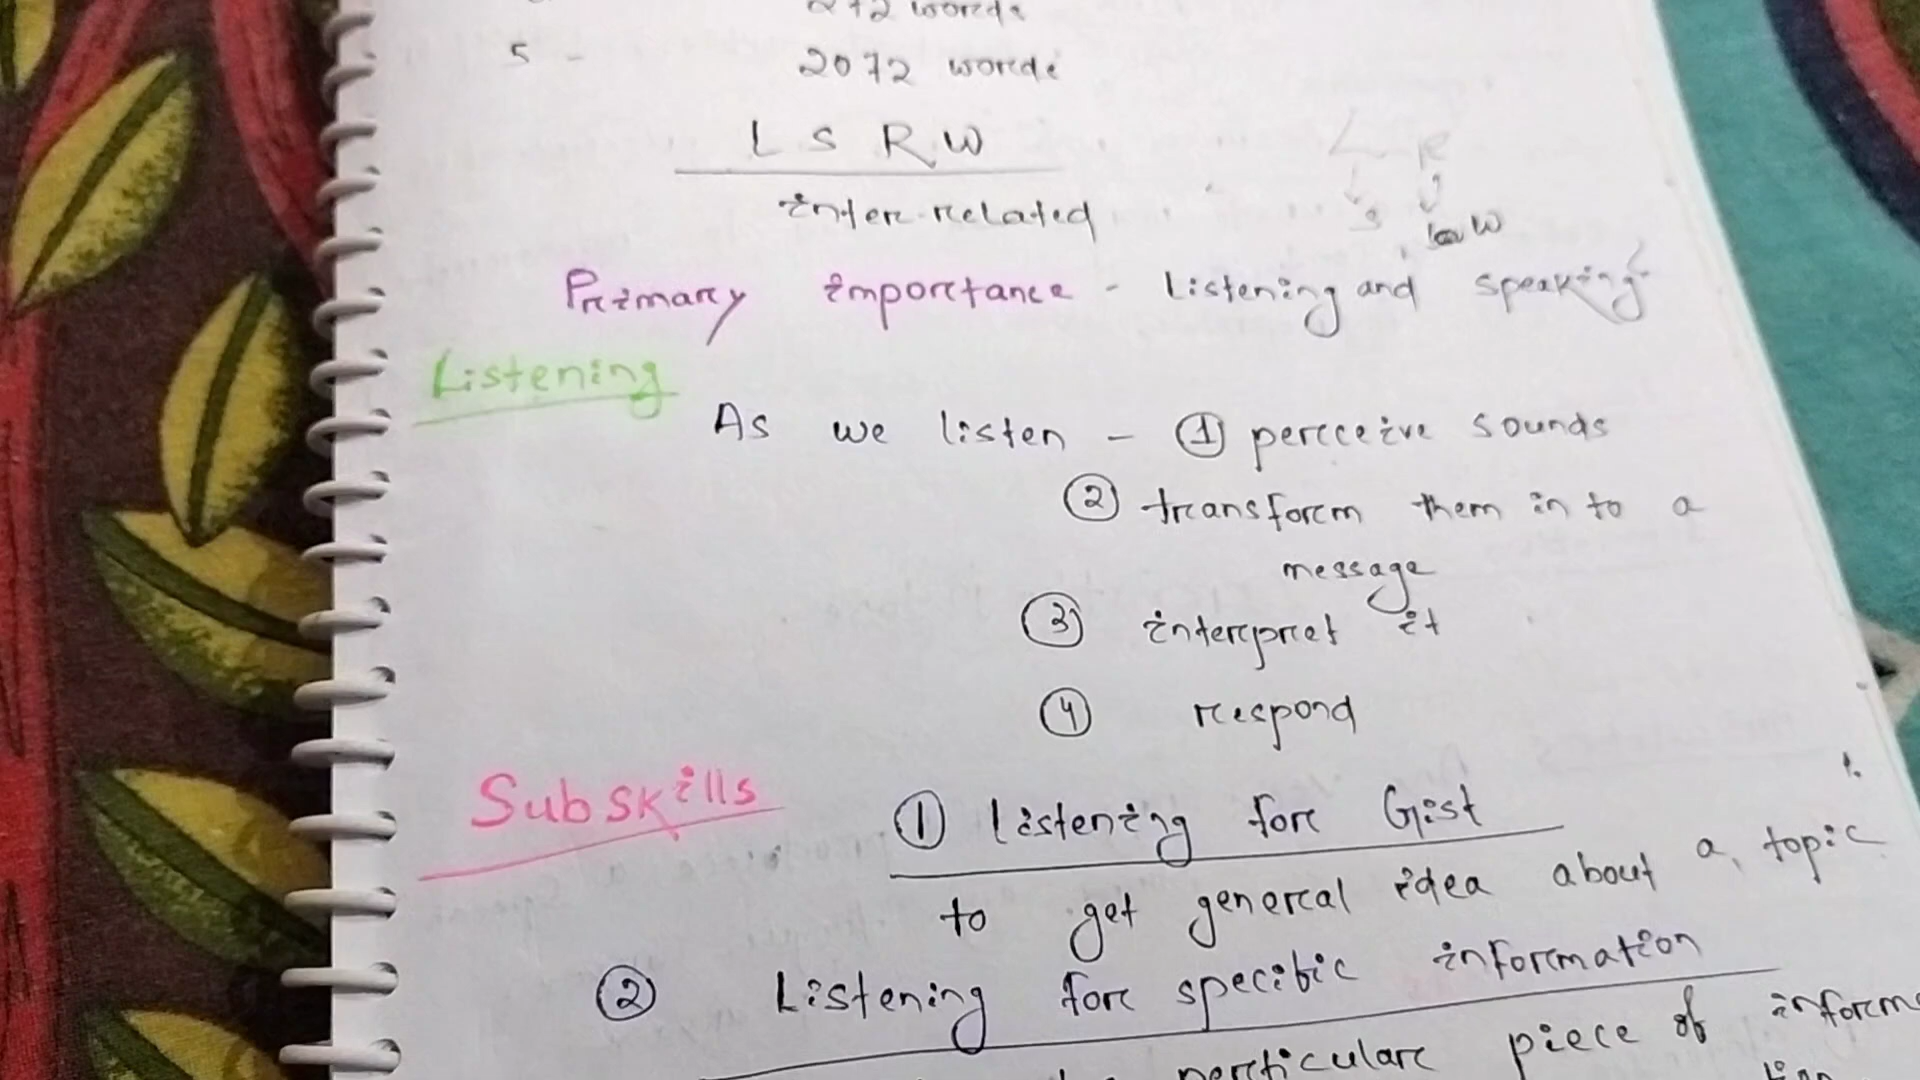 words
5 - 2072 words
L S R W
L R
inter-related
S W
Primary importance - Listening and speaking
Listening
As we listen - ① perceive sounds
② transform them in to a
message
③ interpret it
④ respond
Subskills
① Listening for Gist
to get general idea about a topic
② Listening for specific information
particular piece of inform